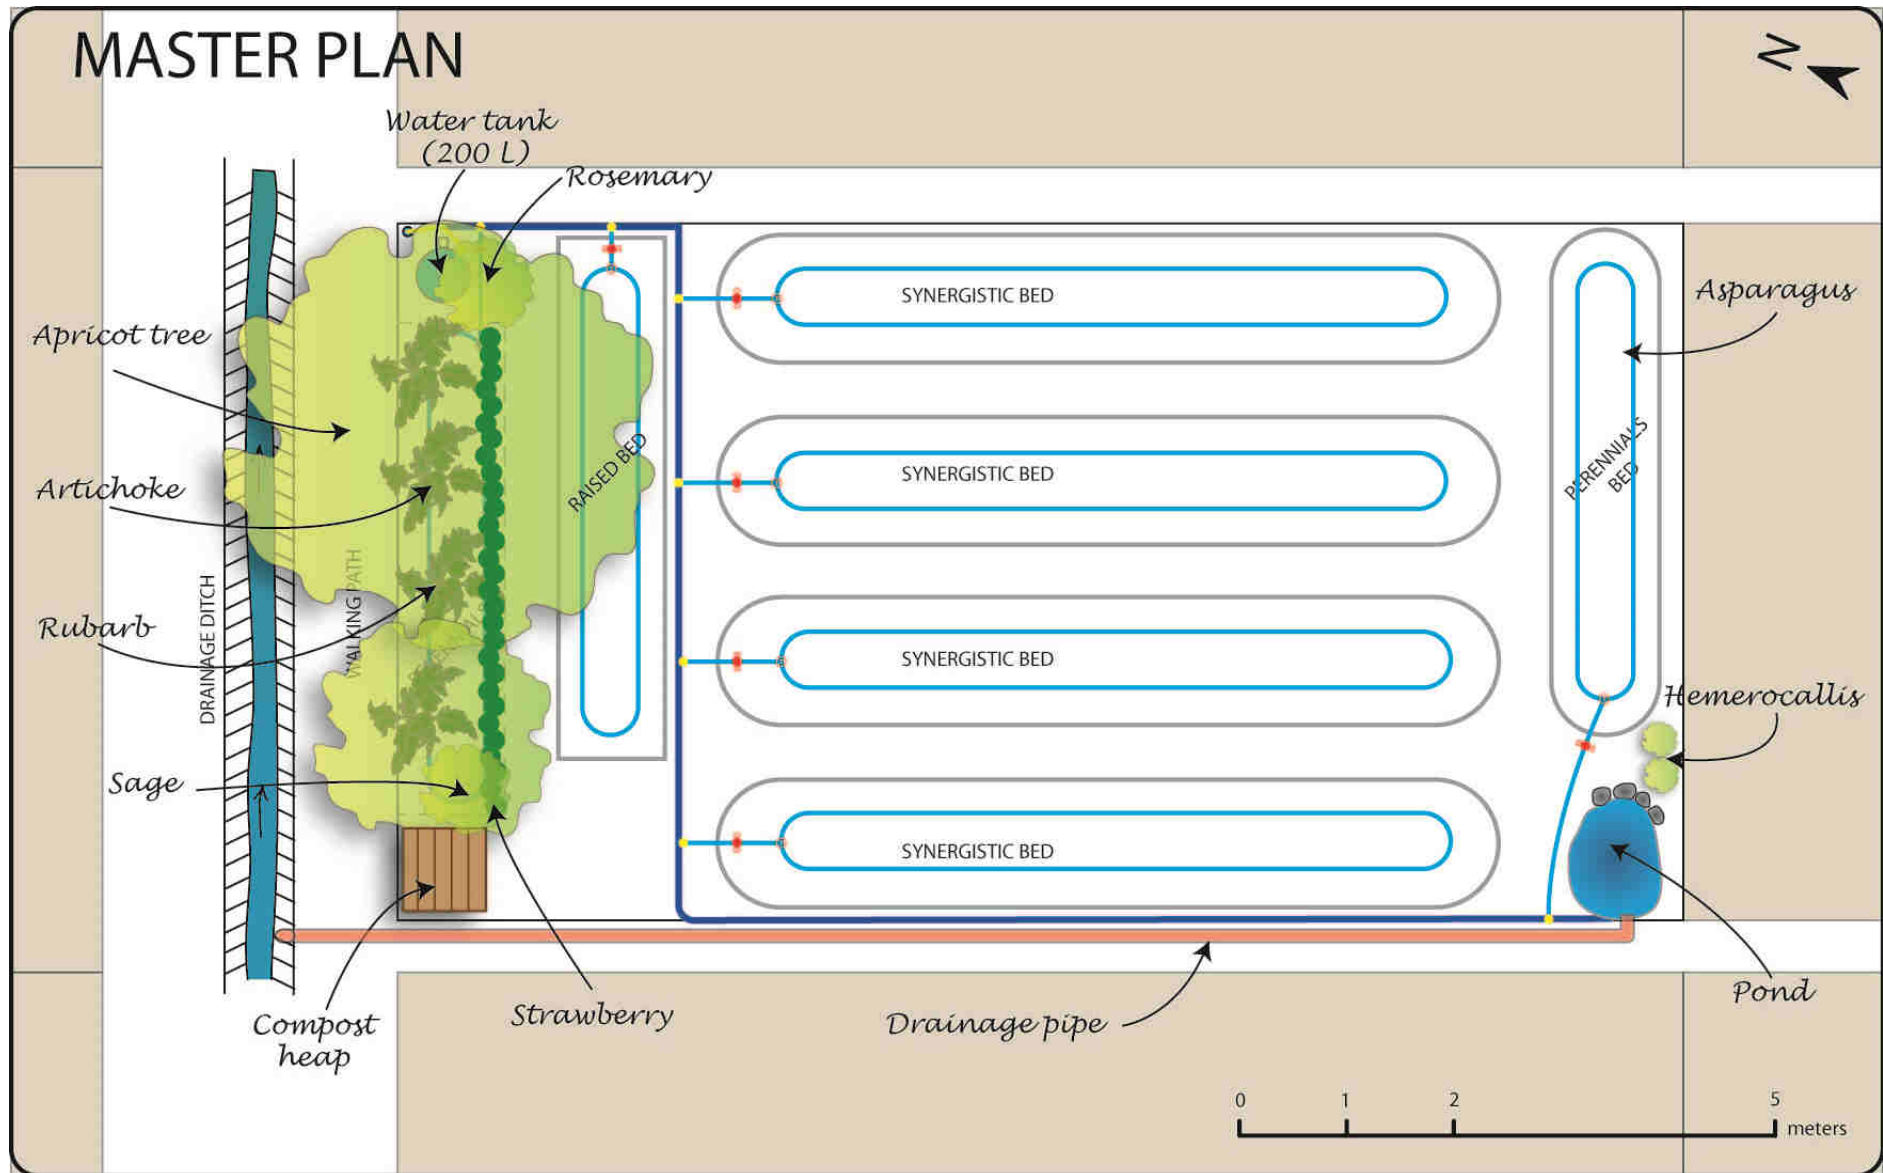 MASTER PLAN
N
Water tank
(200 L)
Rosemary
Apricot tree
Artichoke
Rubarb
Sage
DRAINAGE DITCH
WALKING PATH
RAISED BED
SYNERGISTIC BED
SYNERGISTIC BED
SYNERGISTIC BED
SYNERGISTIC BED
PERENNIALS
BED
Asparagus
Hemerocallis
Compost
heap
Strawberry
Drainage pipe
Pond
0 1 2 5
meters